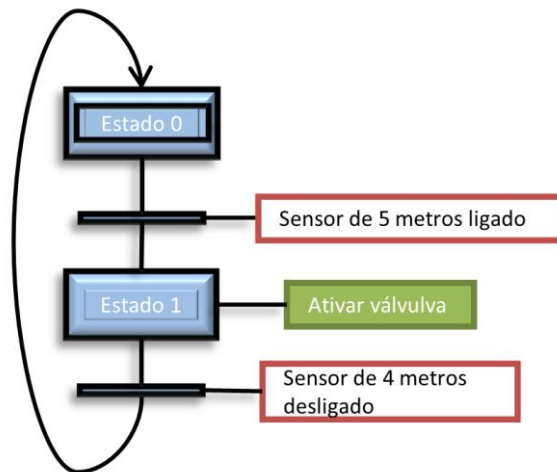 Estado 0
Sensor de 5 metros ligado
Estado 1
Ativar válvulva
Sensor de 4 metros
desligado